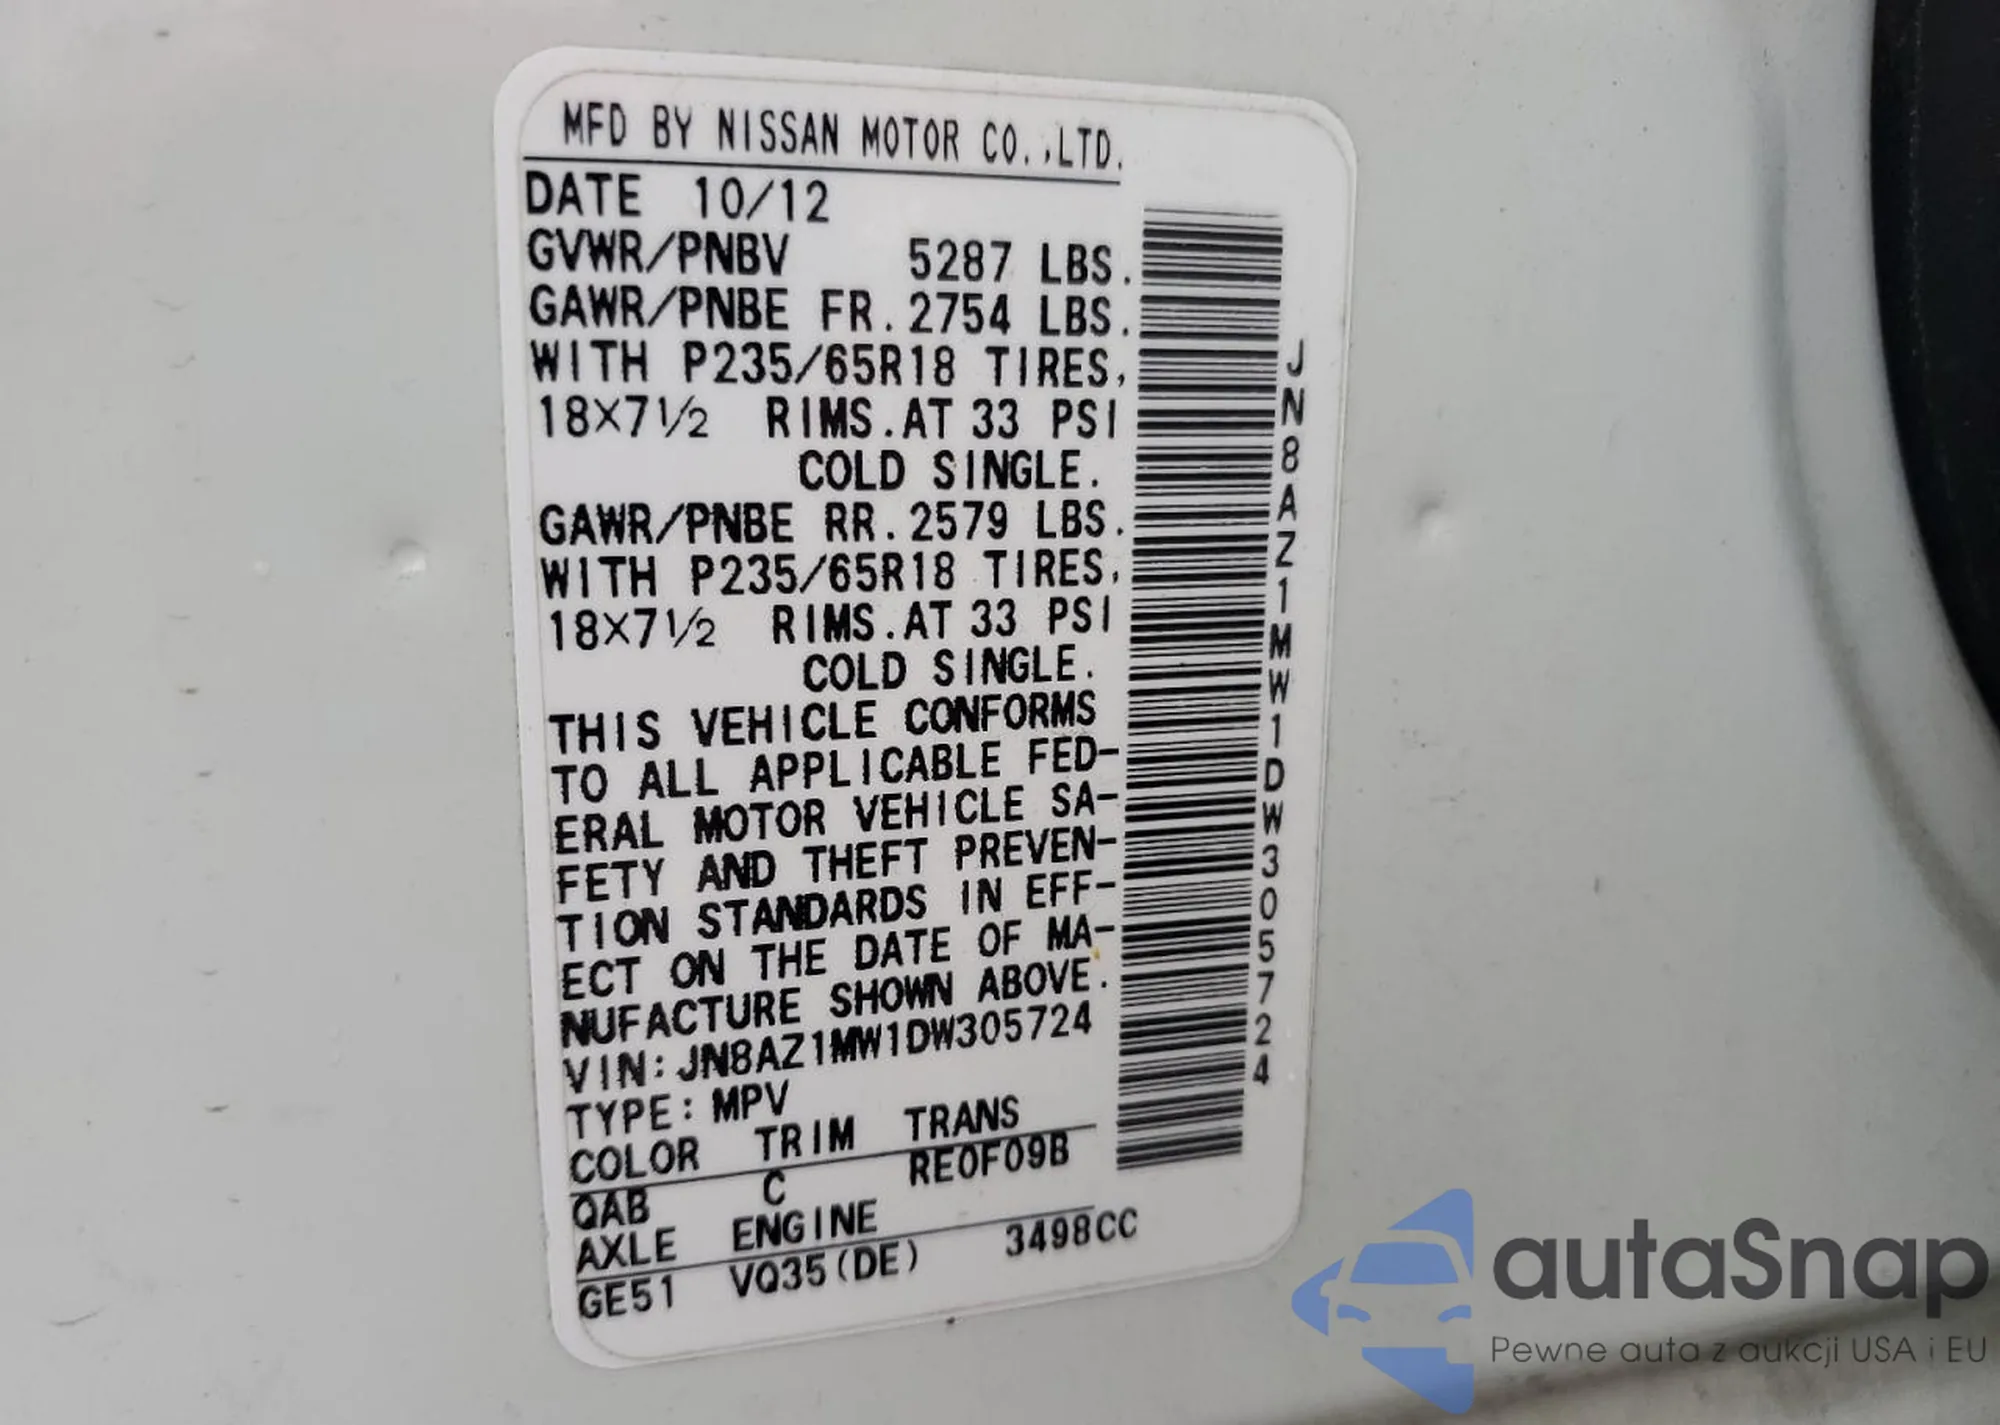 MFD BY NISSAN MOTOR CO.,LTD.
DATE 10/12
GVWR/PNBV 5287 LBS.
GAWR/PNBE FR. 2754 LBS.
WITH P235/65R18 TIRES,
18×7½ RIMS. AT 33 PSI
COLD SINGLE.
GAWR/PNBE RR. 2579 LBS.
WITH P235/65R18 TIRES,
18×7½ RIMS. AT 33 PSI
COLD SINGLE.
THIS VEHICLE CONFORMS
TO ALL APPLICABLE FED-
ERAL MOTOR VEHICLE SA-
FETY AND THEFT PREVEN-
TION STANDARDS IN EFF-
ECT ON THE DATE OF MA-
NUFACTURE SHOWN ABOVE.
VIN: JN8AZ1MW1DW305724
TYPE: MPV
COLOR TRIM TRANS
QAB C RE0F09B
AXLE ENGINE
GE51 VQ35(DE) 3498CC
JN8AZ1MW1DW305724
autaSnap
Pewne auta z aukcji USA i EU